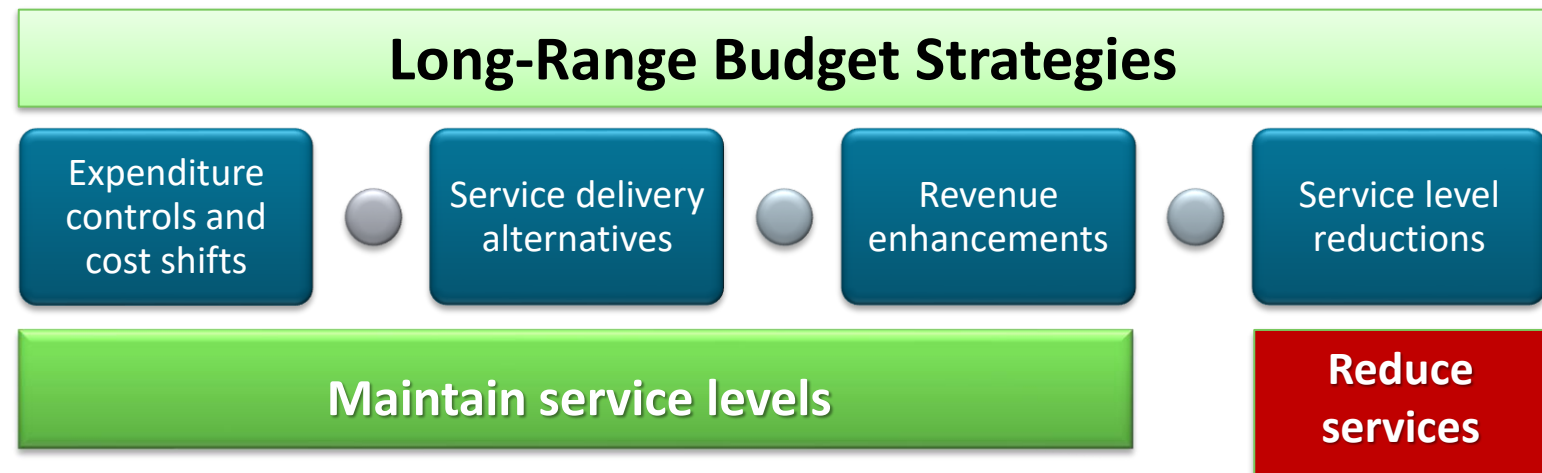 Long-Range Budget Strategies
Expenditure
controls and
cost shifts
Service delivery
alternatives
Revenue
enhancements
Service level
reductions
Maintain service levels
Reduce
services